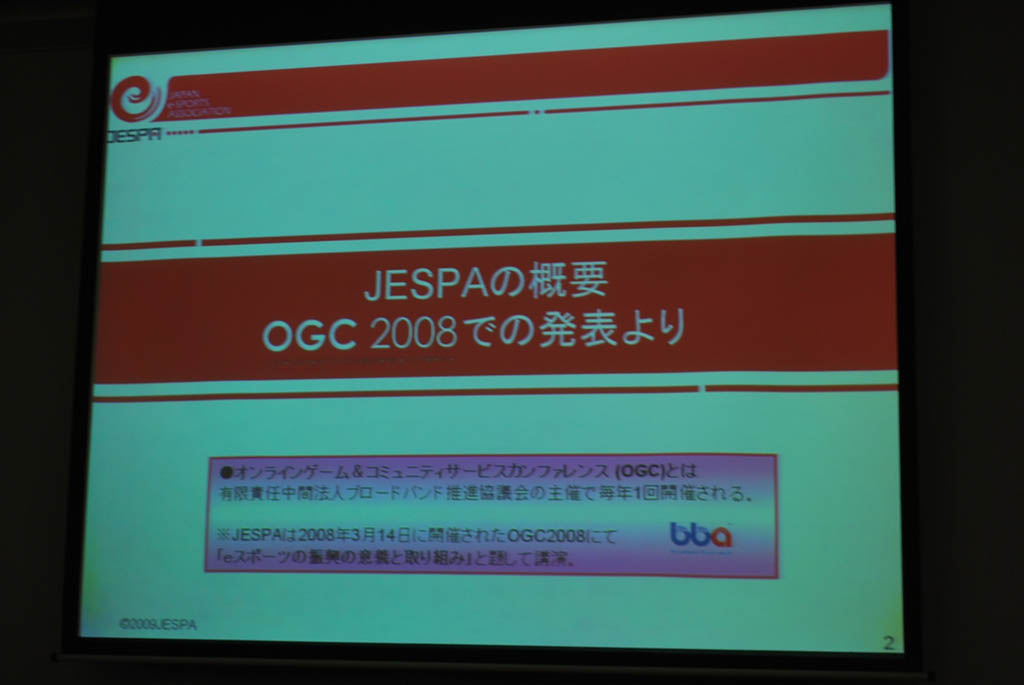 JAPAN
e-SPORTS
ASSOCIATION
JESPA
JESPAの概要
OGC 2008での発表より
●オンラインゲーム&コミュニティサービスカンファレンス (OGC)とは
有限責任中間法人ブロードバンド推進協議会の主催で毎年1回開催される。
※JESPAは2008年3月14日に開催されたOGC2008にて
「eスポーツの振興の意義と取り組み」と題して講演。
bba
©2009JESPA
2